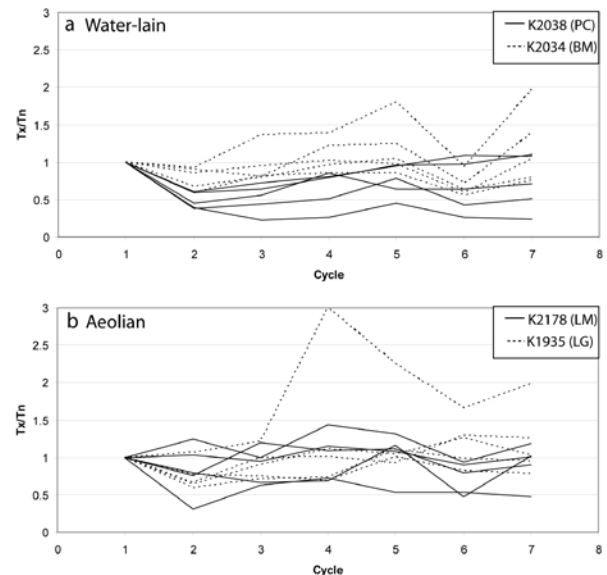 a Water-lain
K2038 (PC)
K2034 (BM)
3
2.5
2
1.5
1
0.5
0
Tx/Tn
0 1 2 3 4 5 6 7 8
Cycle
b Aeolian
K2178 (LM)
K1935 (LG)
3
2.5
2
1.5
1
0.5
0
Tx/Tn
0 1 2 3 4 5 6 7 8
Cycle